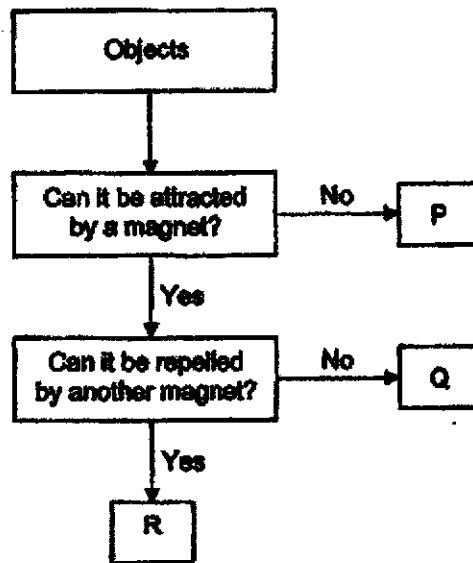 Objects
Can it be attracted
by a magnet?
No
P
Yes
Can it be repelled
by another magnet?
No
Q
Yes
R